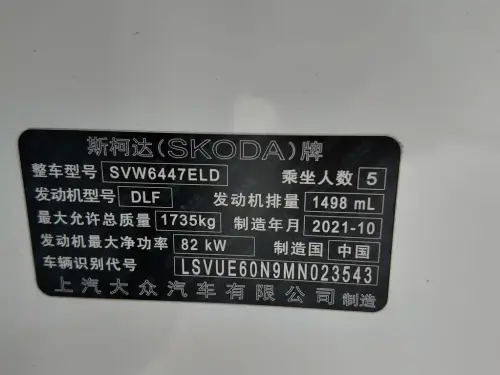 斯柯达(SKODA)牌
整车型号 SVW6447ELD 乘坐人数 5
发动机型号 DLF 发动机排量 1498 mL
最大允许总质量 1735kg 制造年月 2021-10
发动机最大净功率 82 kW 制造国 中国
车辆识别代号 LSVUE60N9MN023543
上汽大众汽车有限公司 制造